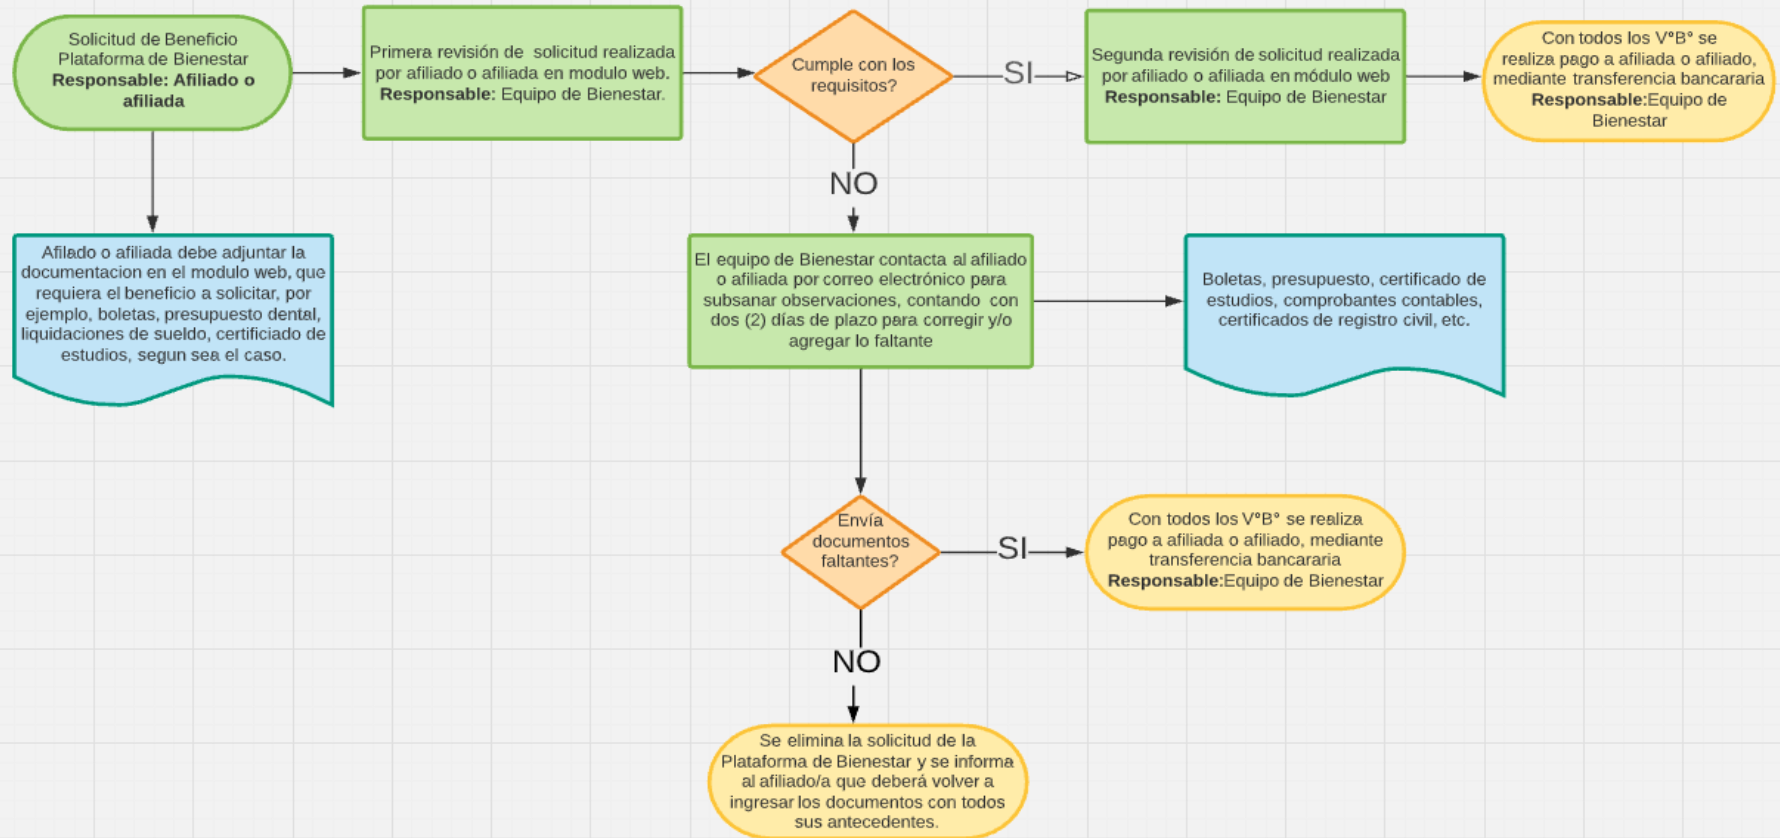 Solicitud de Beneficio
Plataforma de Bienestar
Responsable: Afiliado o
afiliada
Primera revisión de solicitud realizada
por afiliado o afiliada en modulo web.
Responsable: Equipo de Bienestar.
Cumple con los
requisitos?
SI
Segunda revisión de solicitud realizada
por afiliado o afiliada en módulo web
Responsable: Equipo de Bienestar
Con todos los V°B° se
realiza pago a afiliada o afiliado,
mediante transferencia bancararia
Responsable:Equipo de
Bienestar
NO
Afilado o afiliada debe adjuntar la
documentacion en el modulo web, que
requiera el beneficio a solicitar, por
ejemplo, boletas, presupuesto dental,
liquidaciones de sueldo, certificiado de
estudios, segun sea el caso.
El equipo de Bienestar contacta al afiliado
o afiliada por correo electrónico para
subsanar observaciones, contando con
dos (2) días de plazo para corregir y/o
agregar lo faltante
Boletas, presupuesto, certificado de
estudios, comprobantes contables,
certificados de registro civil, etc.
Envía
documentos
faltantes?
SI
Con todos los V°B° se realiza
pago a afiliada o afiliado, mediante
transferencia bancararia
Responsable:Equipo de Bienestar
NO
Se elimina la solicitud de la
Plataforma de Bienestar y se informa
al afiliado/a que deberá volver a
ingresar los documentos con todos
sus antecedentes.